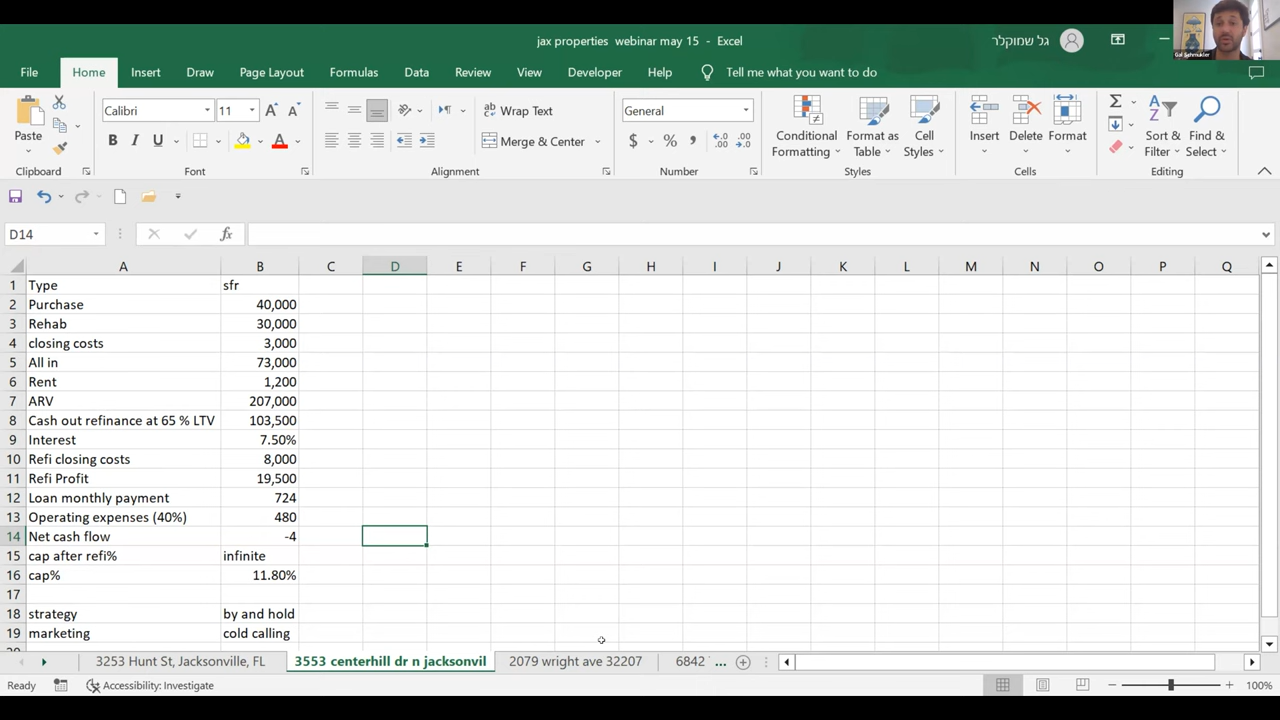 jax properties webinar may 15 - Excel
גל שמוקלר
Gal Schmukler
File Home Insert Draw Page Layout Formulas Data Review View Developer Help Tell me what you want to do
Paste
Calibri 11
Wrap Text
General
Merge & Center
Conditional Formatting
Format as Table
Cell Styles
Insert Delete Format
Sort & Filter
Find & Select
Clipboard Font Alignment Number Styles Cells Editing
D14
A B C D E F G H I J K L M N O P Q
1 Type sfr
2 Purchase 40,000
3 Rehab 30,000
4 closing costs 3,000
5 All in 73,000
6 Rent 1,200
7 ARV 207,000
8 Cash out refinance at 65 % LTV 103,500
9 Interest 7.50%
10 Refi closing costs 8,000
11 Refi Profit 19,500
12 Loan monthly payment 724
13 Operating expenses (40%) 480
14 Net cash flow -4
15 cap after refi% infinite
16 cap% 11.80%
17
18 strategy by and hold
19 marketing cold calling
3253 Hunt St, Jacksonville, FL 3553 centerhill dr n jacksonvil 2079 wright ave 32207 6842 ...
Ready Accessibility: Investigate 100%